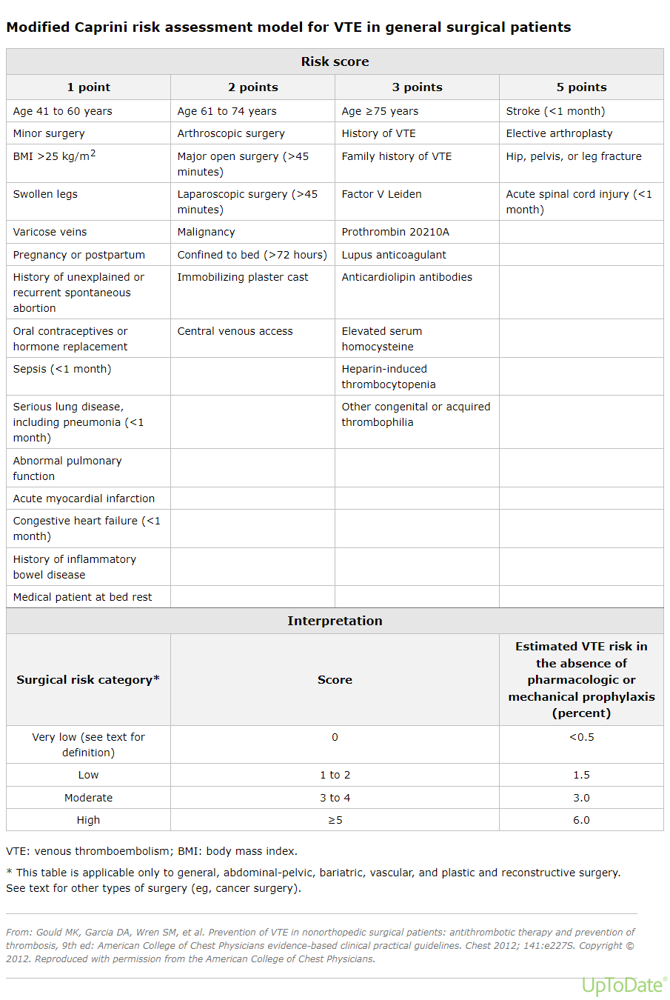 Modified Caprini risk assessment model for VTE in general surgical patients
Risk score
1 point
2 points
3 points
5 points
Age 41 to 60 years
Age 61 to 74 years
Age ≥75 years
Stroke (<1 month)
Minor surgery
Arthroscopic surgery
History of VTE
Elective arthroplasty
BMI >25 kg/m2
Major open surgery (>45
minutes)
Family history of VTE
Hip, pelvis, or leg fracture
Swollen legs
Laparoscopic surgery (>45
minutes)
Factor V Leiden
Acute spinal cord injury (<1
month)
Varicose veins
Malignancy
Prothrombin 20210A
Pregnancy or postpartum
Confined to bed (>72 hours)
Lupus anticoagulant
History of unexplained or
recurrent spontaneous
abortion
Immobilizing plaster cast
Anticardiolipin antibodies
Oral contraceptives or
hormone replacement
Central venous access
Elevated serum
homocysteine
Sepsis (<1 month)
Heparin-induced
thrombocytopenia
Serious lung disease,
including pneumonia (<1
month)
Other congenital or acquired
thrombophilia
Abnormal pulmonary
function
Acute myocardial infarction
Congestive heart failure (<1
month)
History of inflammatory
bowel disease
Medical patient at bed rest
Interpretation
Surgical risk category*
Score
Estimated VTE risk in
the absence of
pharmacologic or
mechanical prophylaxis
(percent)
Very low (see text for
definition)
0
<0.5
Low
1 to 2
1.5
Moderate
3 to 4
3.0
High
≥5
6.0
VTE: venous thromboembolism; BMI: body mass index.
* This table is applicable only to general, abdominal-pelvic, bariatric, vascular, and plastic and reconstructive surgery.
See text for other types of surgery (eg, cancer surgery).
From: Gould MK, Garcia DA, Wren SM, et al. Prevention of VTE in nonorthopedic surgical patients: antithrombotic therapy and prevention of
thrombosis, 9th ed: American College of Chest Physicians evidence-based clinical practical guidelines. Chest 2012; 141:e227S. Copyright ©
2012. Reproduced with permission from the American College of Chest Physicians.
UpToDate®